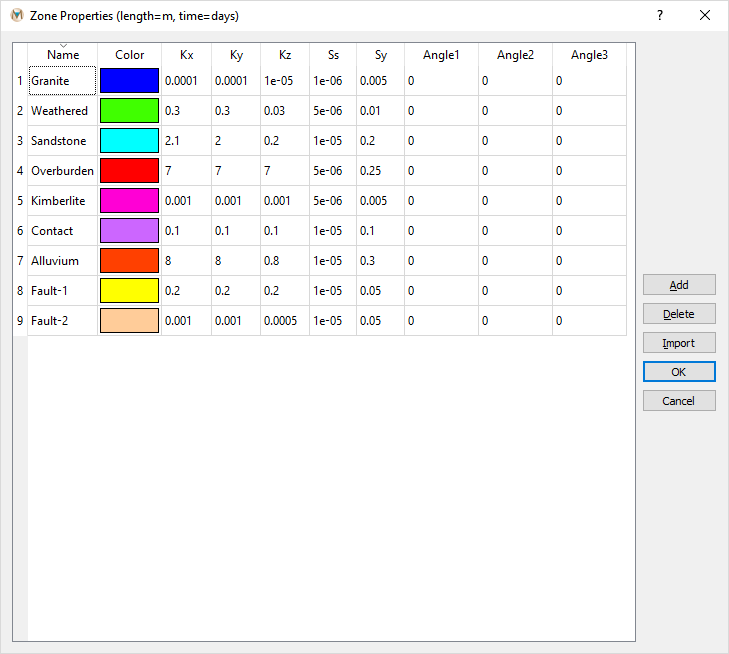 Zone Properties (length=m, time=days) ?
Name Color Kx Ky Kz Ss Sy Angle1 Angle2 Angle3
1 Granite 0.0001 0.0001 1e-05 1e-06 0.005 0 0 0
2 Weathered 0.3 0.3 0.03 5e-06 0.01 0 0 0
3 Sandstone 2.1 2 0.2 1e-05 0.2 0 0 0
4 Overburden 7 7 7 5e-06 0.25 0 0 0
5 Kimberlite 0.001 0.001 0.001 5e-06 0.005 0 0 0
6 Contact 0.1 0.1 0.1 1e-05 0.1 0 0 0
7 Alluvium 8 8 0.8 1e-05 0.3 0 0 0
8 Fault-1 0.2 0.2 0.2 1e-05 0.05 0 0 0
9 Fault-2 0.001 0.001 0.0005 1e-05 0.05 0 0 0
Add
Delete
Import
OK
Cancel